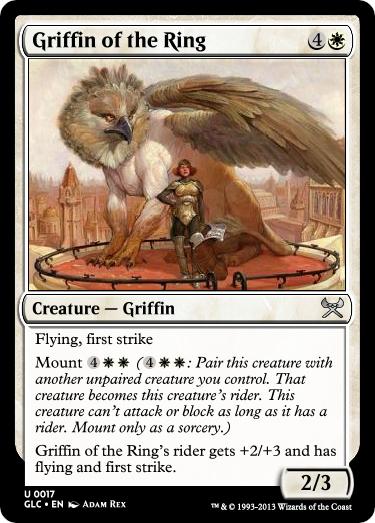 Griffin of the Ring 4
Creature — Griffin
Flying, first strike
Mount 4 (4: Pair this creature with
another unpaired creature you control. That
creature becomes this creature's rider. This
creature can't attack or block as long as it has a
rider. Mount only as a sorcery.)
Griffin of the Ring's rider gets +2/+3 and has
flying and first strike.
2/3
U 0017
GLC • EN Adam Rex
™ & © 1993-2013 Wizards of the Coast